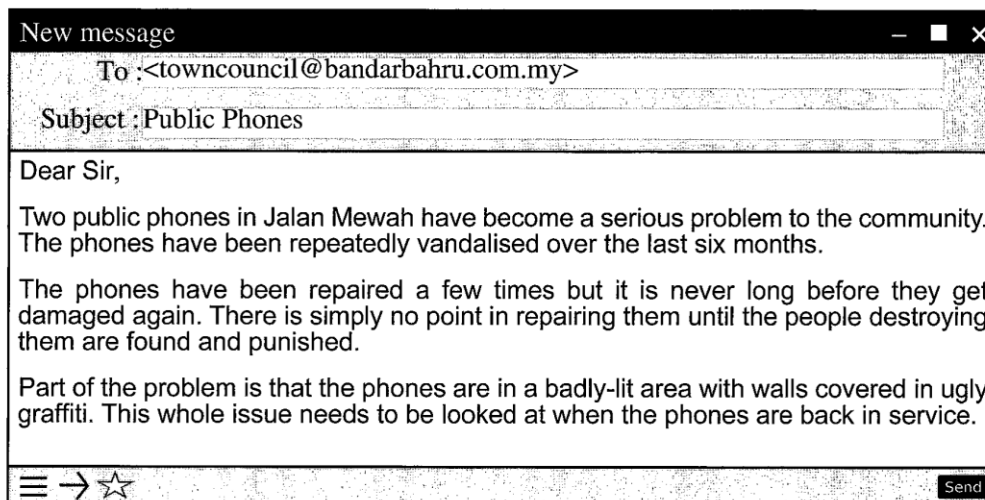 New message
To :<towncouncil@bandarbahru.com.my>
Subject : Public Phones
Dear Sir,
Two public phones in Jalan Mewah have become a serious problem to the community.
The phones have been repeatedly vandalised over the last six months.
The phones have been repaired a few times but it is never long before they get
damaged again. There is simply no point in repairing them until the people destroying
them are found and punished.
Part of the problem is that the phones are in a badly-lit area with walls covered in ugly
graffiti. This whole issue needs to be looked at when the phones are back in service.
Send